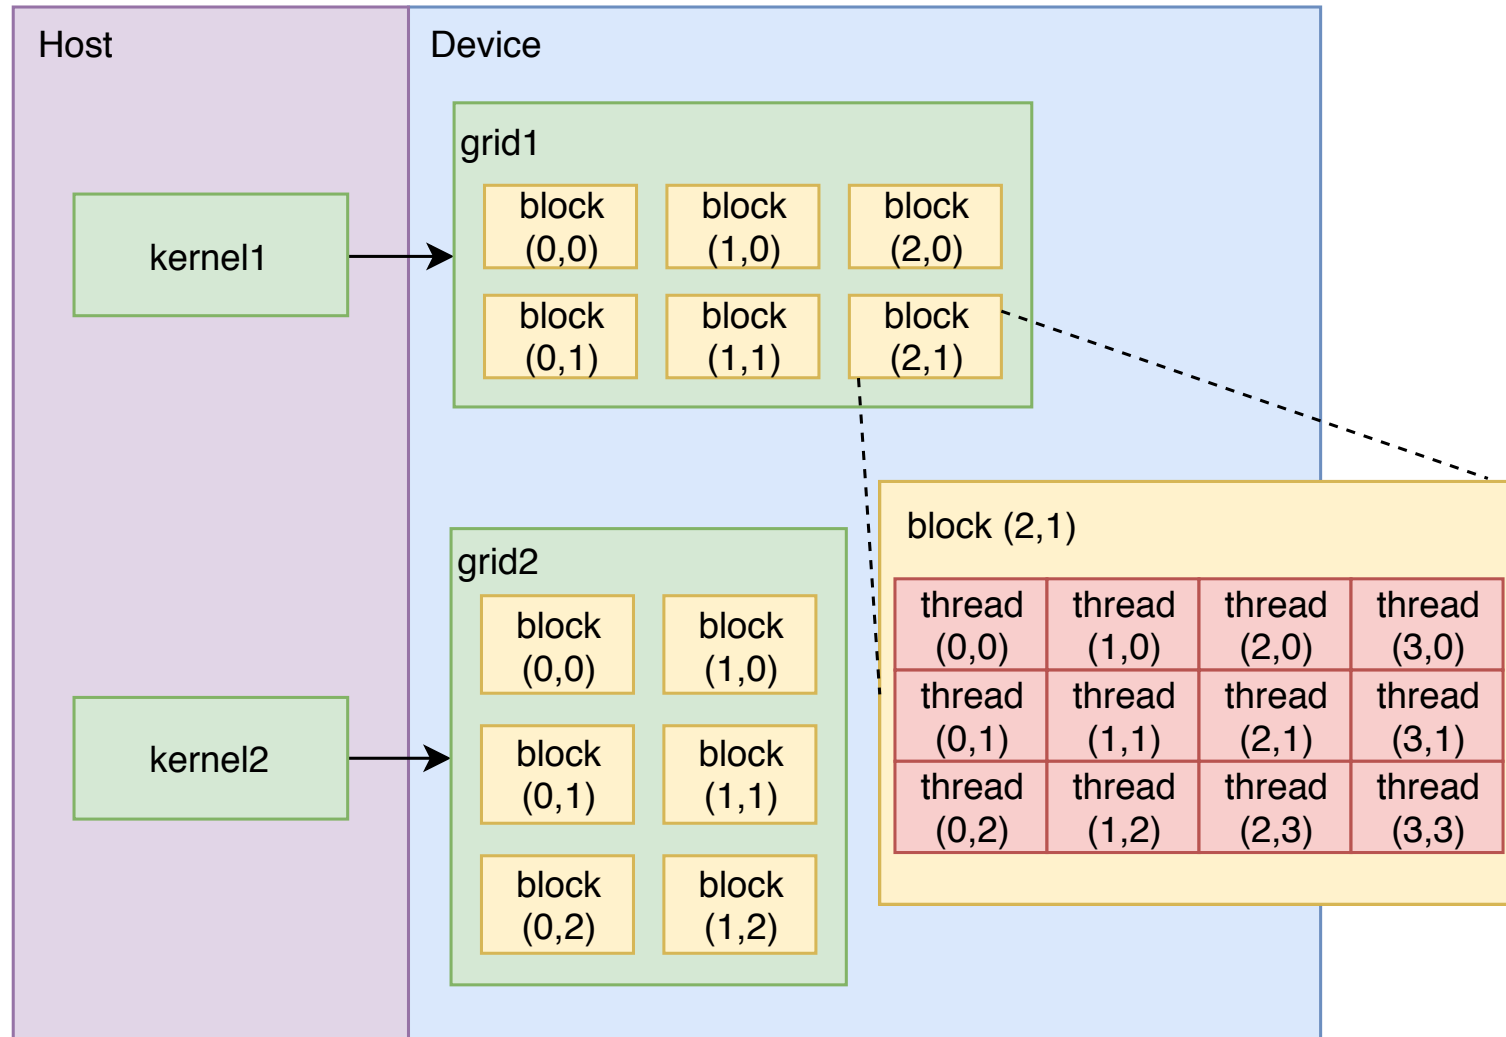 Host
Device
grid1
block
(0,0)
block
(1,0)
block
(2,0)
kernel1
block
(0,1)
block
(1,1)
block
(2,1)
block (2,1)
grid2
block
(0,0)
block
(1,0)
thread
(0,0)
thread
(1,0)
thread
(2,0)
thread
(3,0)
thread
(0,1)
thread
(1,1)
thread
(2,1)
thread
(3,1)
kernel2
block
(0,1)
block
(1,1)
thread
(0,2)
thread
(1,2)
thread
(2,3)
thread
(3,3)
block
(0,2)
block
(1,2)